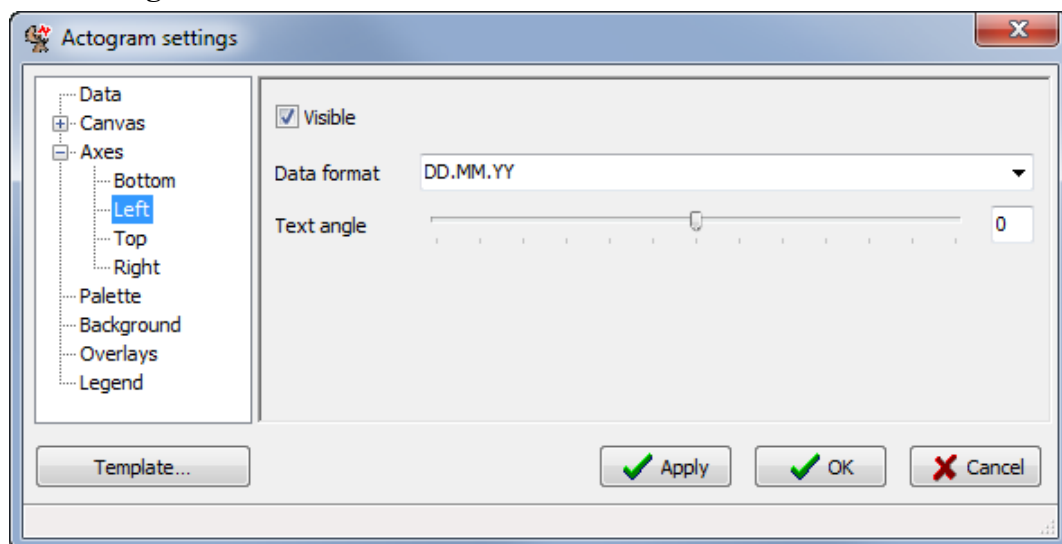 Actogram settings
Data
Canvas
Axes
Bottom
Left
Top
Right
Palette
Background
Overlays
Legend
Visible
Data format DD.MM.YY
Text angle 0
Template... Apply OK Cancel